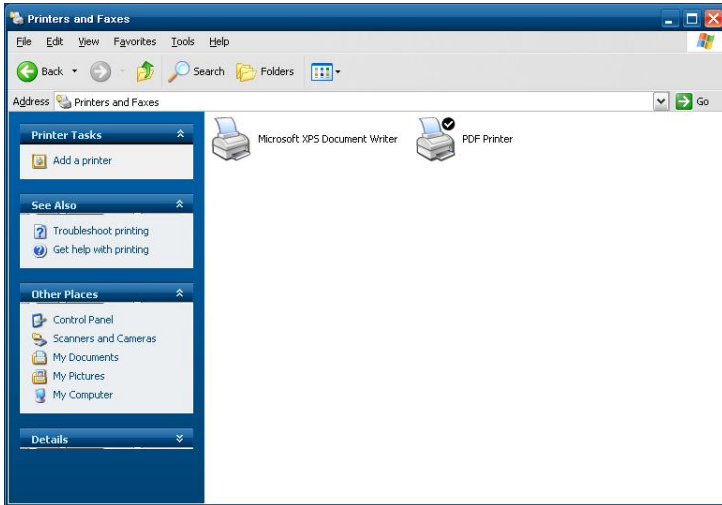 Printers and Faxes
File Edit View Favorites Tools Help
Back Search Folders
Address Printers and Faxes Go
Printer Tasks
Add a printer
See Also
Troubleshoot printing
Get help with printing
Other Places
Control Panel
Scanners and Cameras
My Documents
My Pictures
My Computer
Details
Microsoft XPS Document Writer
PDF Printer